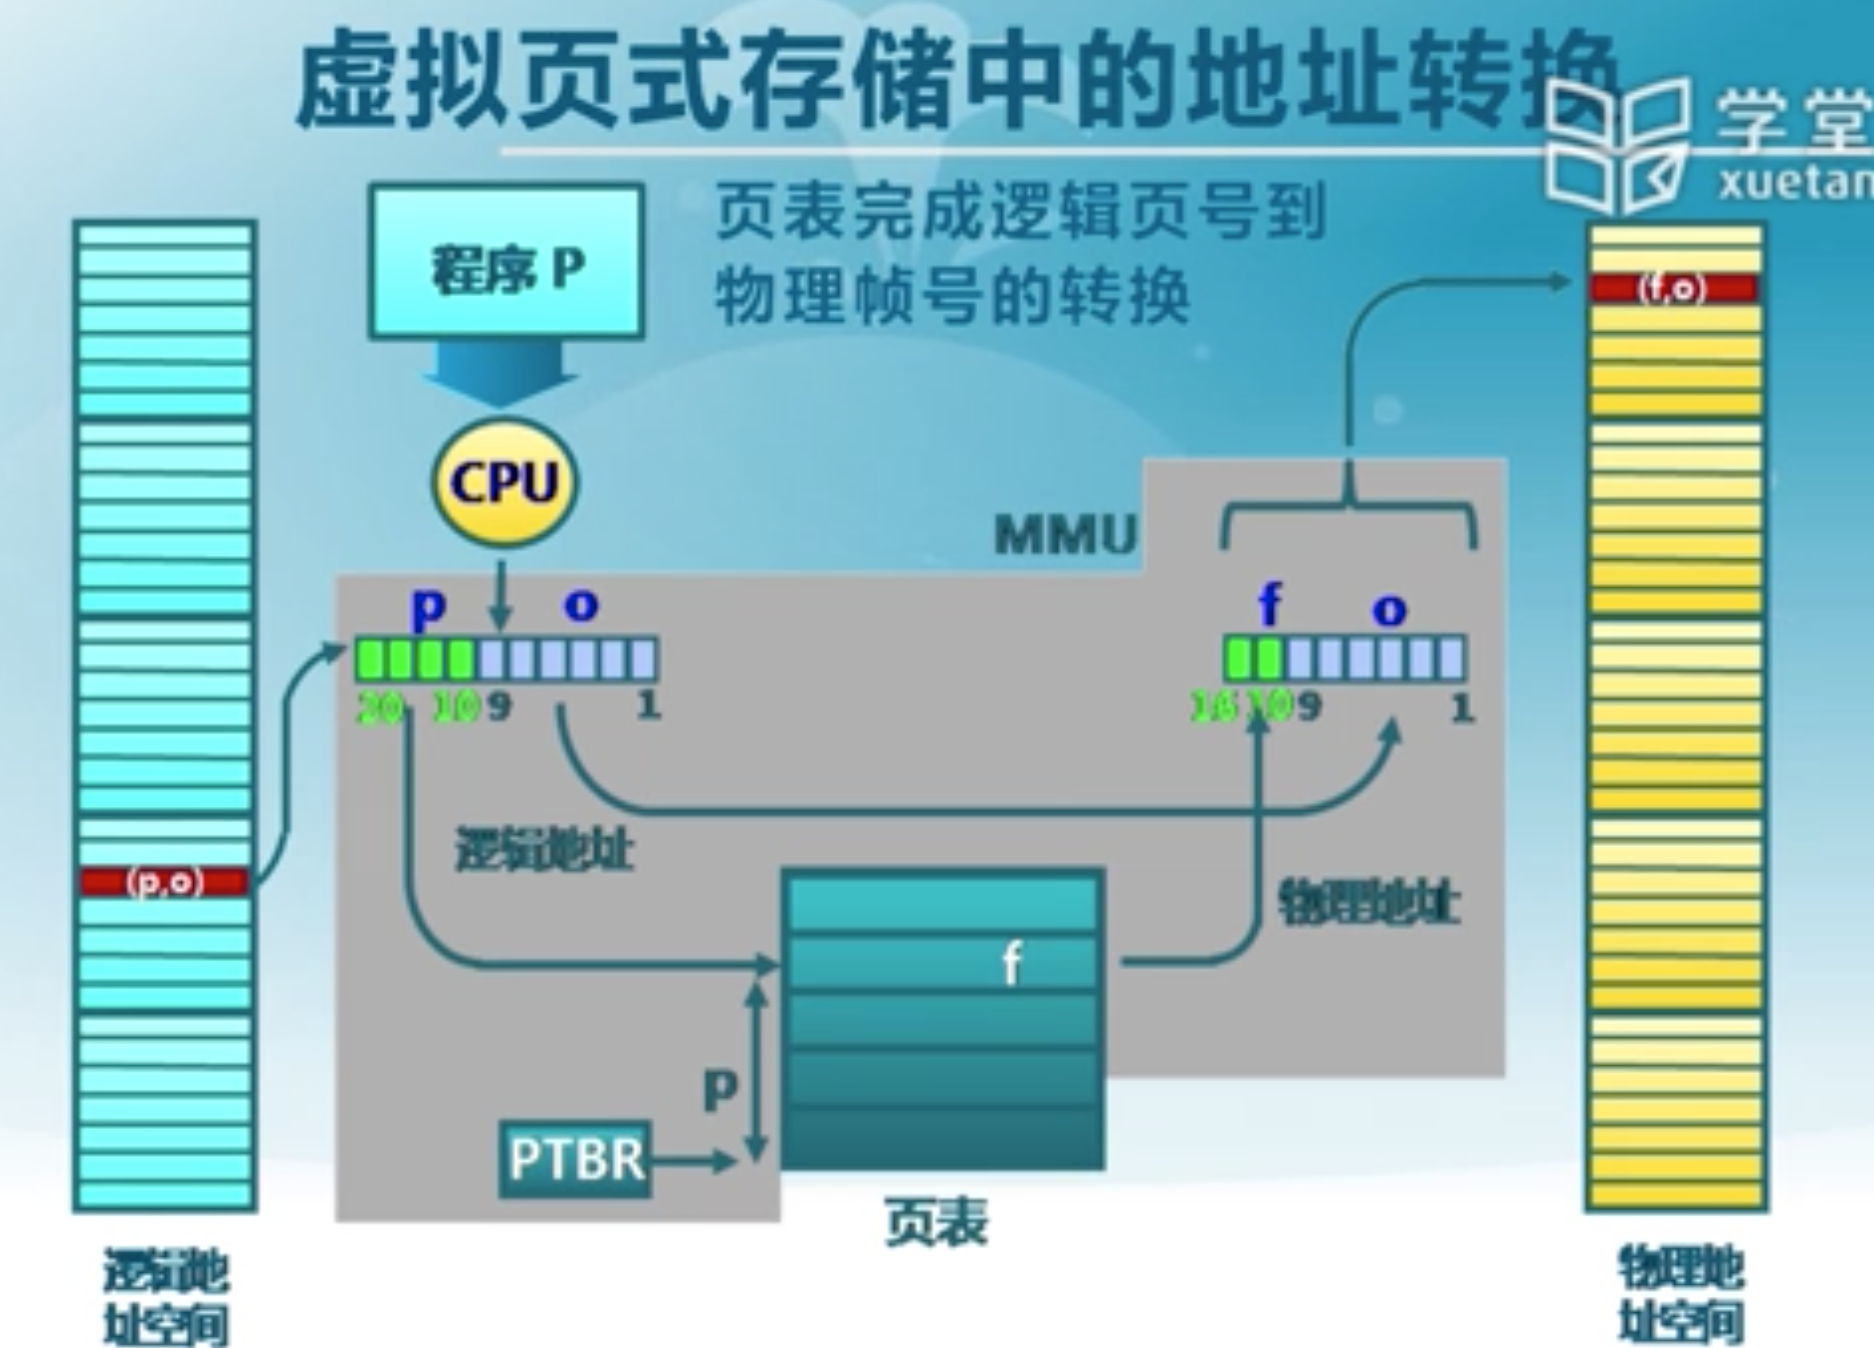 虚拟页式存储中的地址转换
学堂
xuetan
程序 P
页表完成逻辑页号到
物理帧号的转换
(f,o)
CPU
MMU
p o
f o
20 10 9 1
16 10 9 1
逻辑地址
(p,o)
物理地址
f
p
PTBR
页表
逻辑地
址空间
物理地
址空间